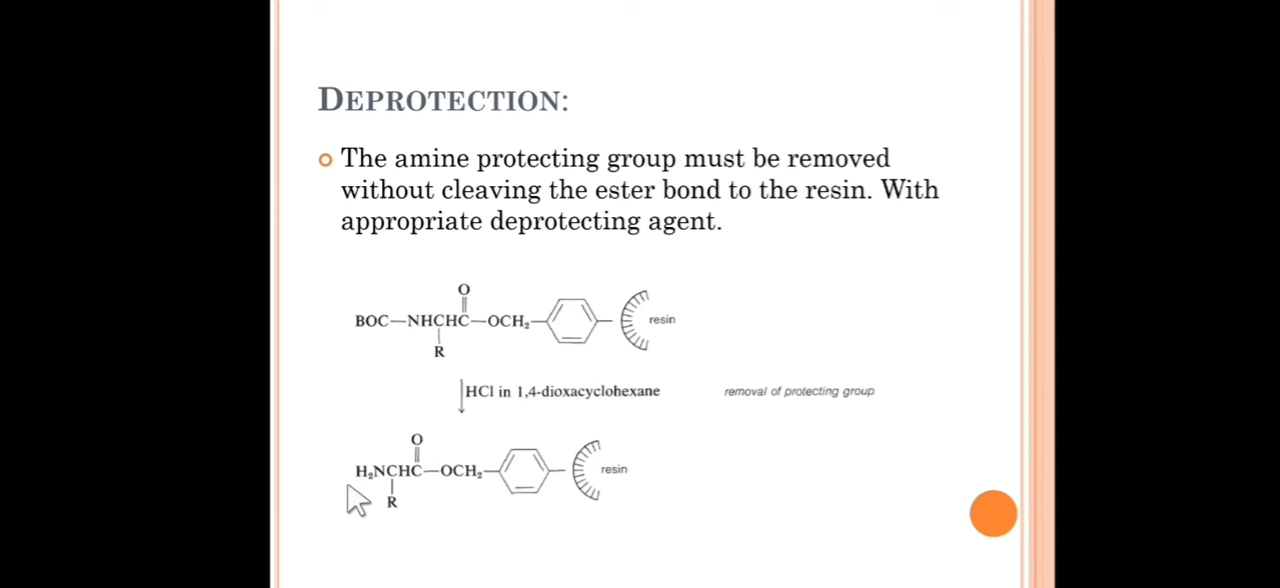 DEPROTECTION:
The amine protecting group must be removed
without cleaving the ester bond to the resin. With
appropriate deprotecting agent.
O
BOC—NHCHC—OCH₂— resin
R
HCl in 1,4-dioxacyclohexane removal of protecting group
O
H₂NCHC—OCH₂— resin
R